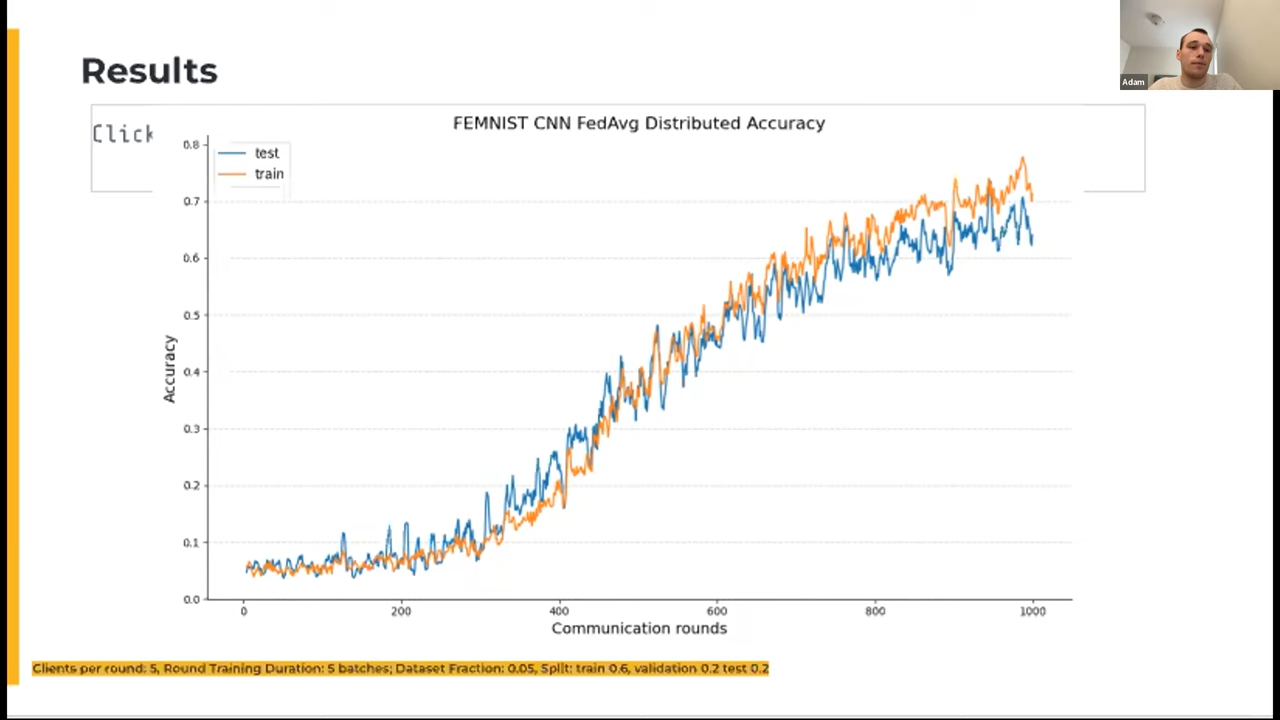 Results
Adam
Click
FEMNIST CNN FedAvg Distributed Accuracy
test
train
0.8
0.7
0.6
0.5
0.4
0.3
0.2
0.1
0.0
Accuracy
0 200 400 600 800 1000
Communication rounds
Clients per round: 5, Round Training Duration: 5 batches; Dataset Fraction: 0.05, Split: train 0.6, validation 0.2 test 0.2